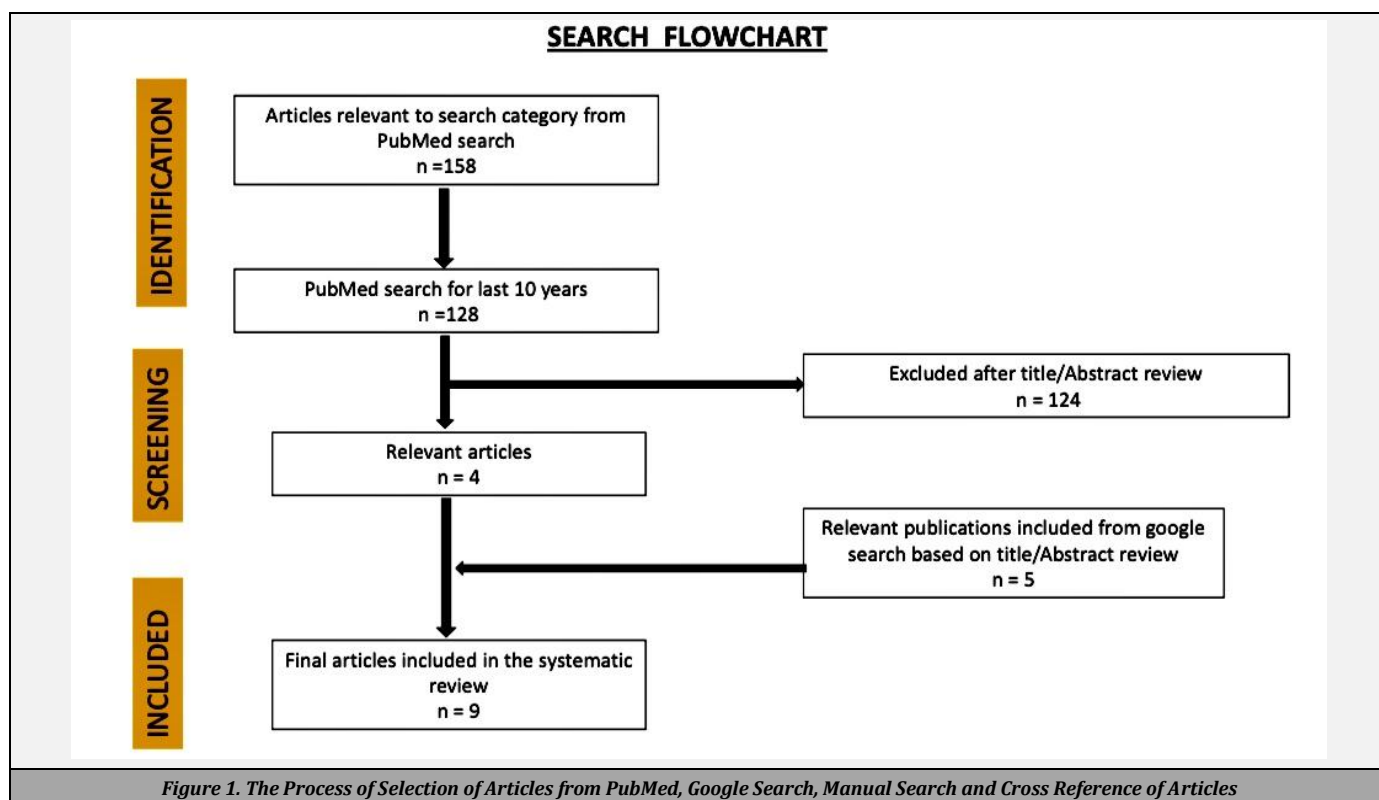 SEARCH FLOWCHART
IDENTIFICATION
Articles relevant to search category from
PubMed search
n =158
PubMed search for last 10 years
n =128
SCREENING
Excluded after title/Abstract review
n = 124
Relevant articles
n = 4
Relevant publications included from google
search based on title/Abstract review
n = 5
INCLUDED
Final articles included in the systematic
review
n = 9
Figure 1. The Process of Selection of Articles from PubMed, Google Search, Manual Search and Cross Reference of Articles